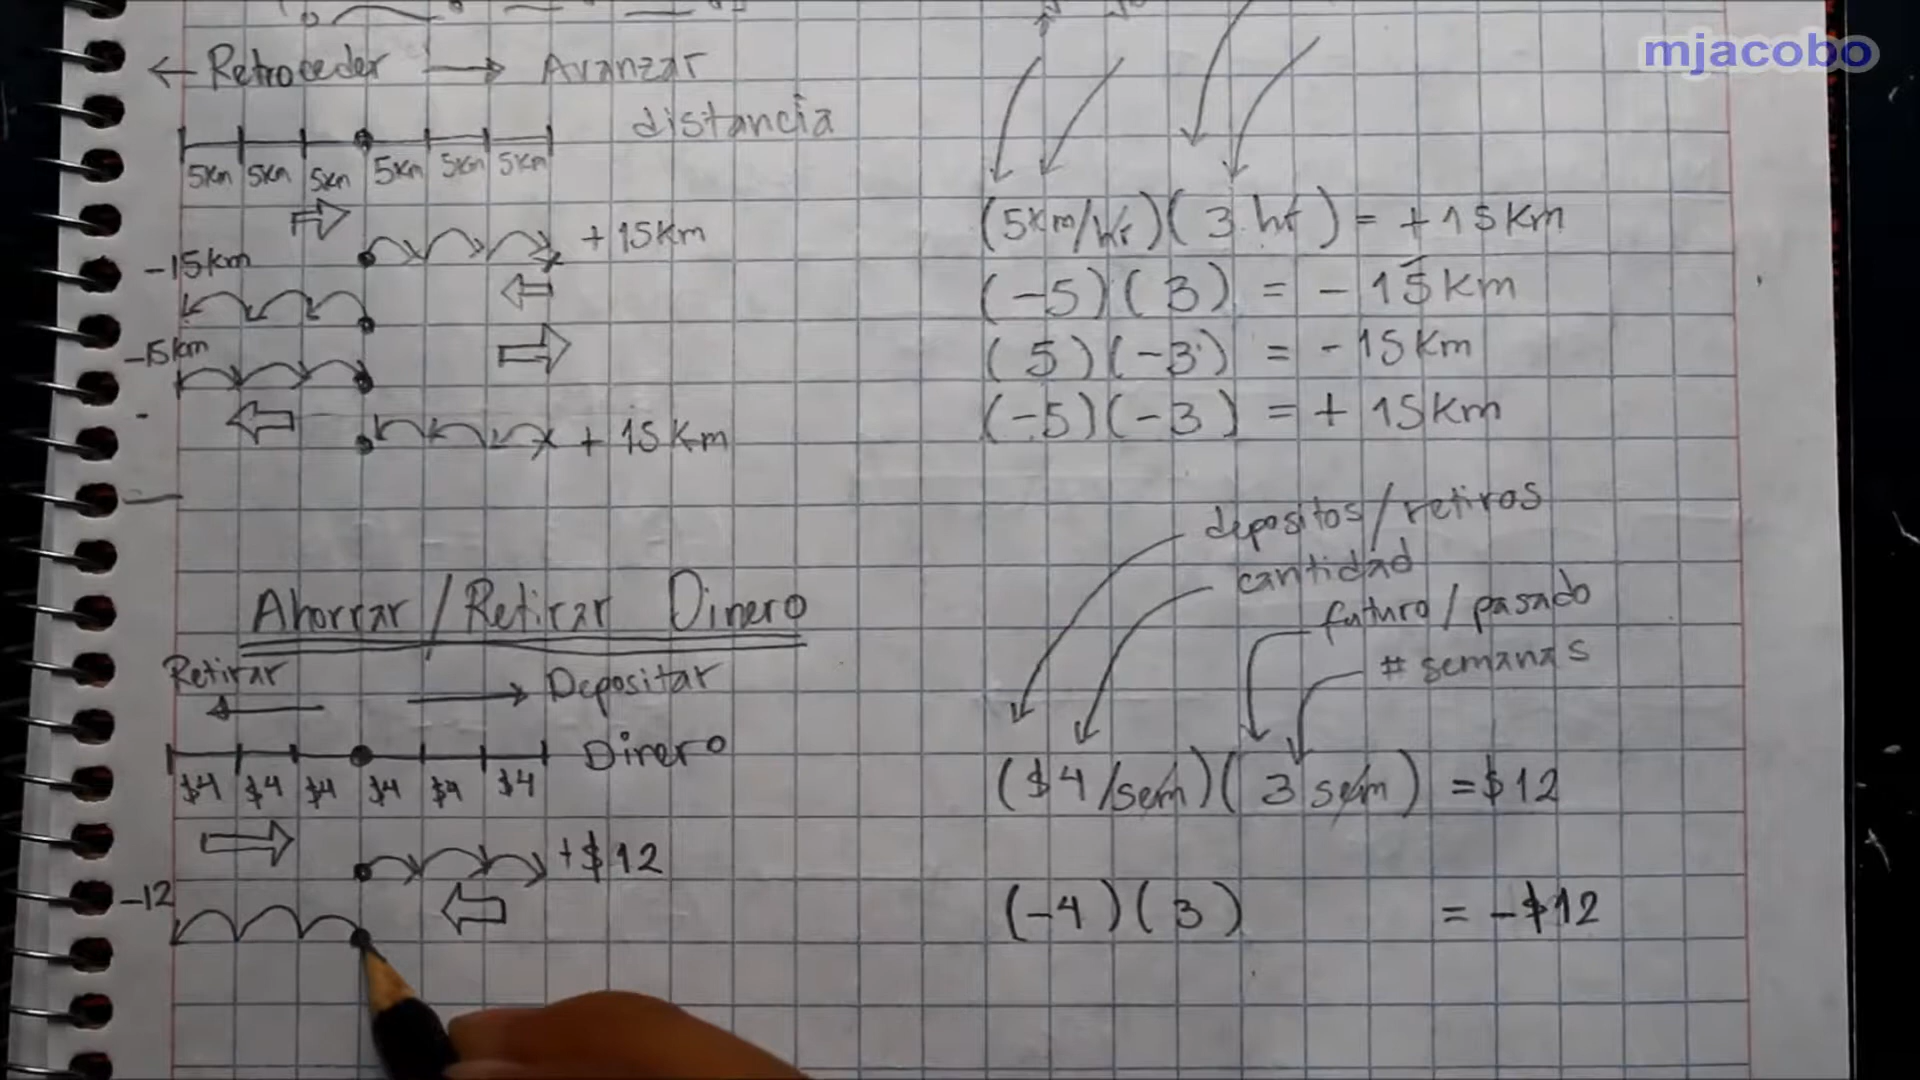 mjacobo
← Retroceder → Avanzar
distancia
5km 5km 5km 5km 5km 5km
+ 15km
-15km
-15km
+ 15 Km
(5km/hr)(3 hr) = +15Km
(-5)(3) = - 15Km
(5)(-3) = - 15Km
(-5)(-3) = + 15Km
Ahorrar / Retirar Dinero
Retirar
→ Depositar
Dinero
$4 $4 $4 $4 $4 $4
+$12
-12
depositos/retiros
cantidad
futuro/pasado
# semanas
($4/sem)(3 sem) = $12
(-4)(3) = -$12